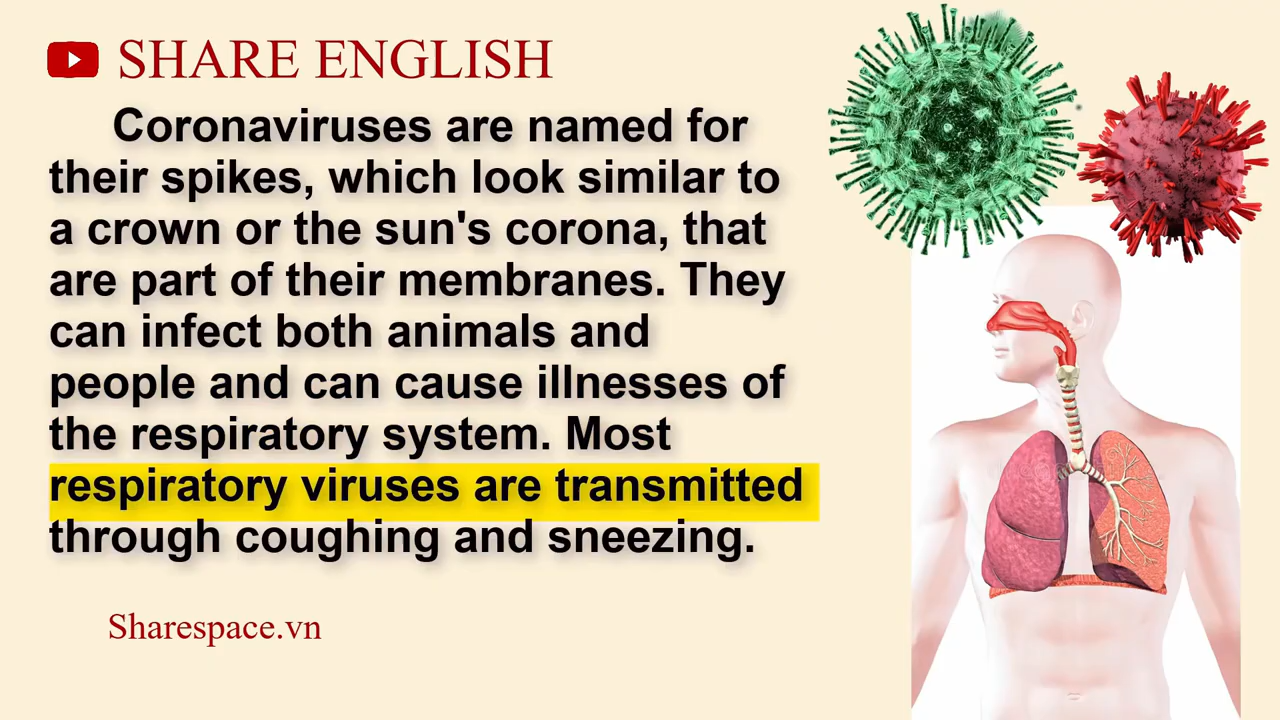 SHARE ENGLISH
Coronaviruses are named for
their spikes, which look similar to
a crown or the sun's corona, that
are part of their membranes. They
can infect both animals and
people and can cause illnesses of
the respiratory system. Most
respiratory viruses are transmitted
through coughing and sneezing.
Sharespace.vn